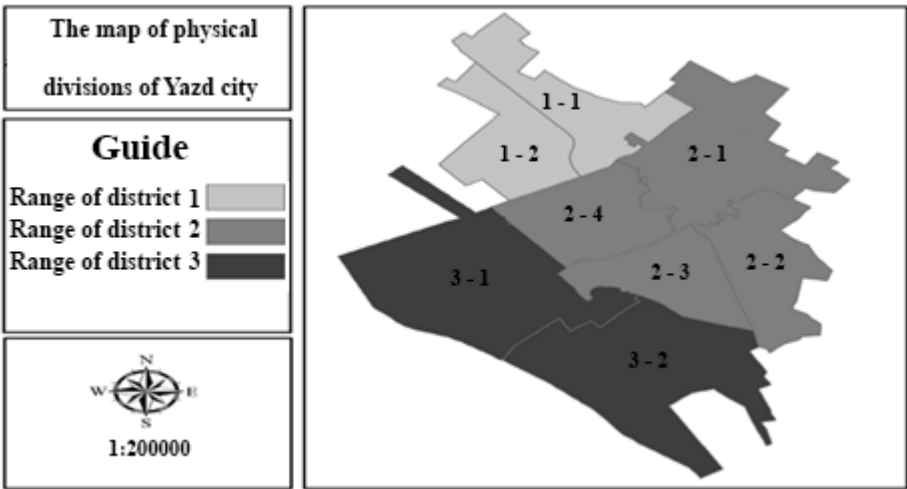 The map of physical
divisions of Yazd city
Guide
Range of district 1
Range of district 2
Range of district 3
N
W E
S
1:200000
1 - 1
1 - 2
2 - 1
2 - 4
2 - 3
2 - 2
3 - 1
3 - 2